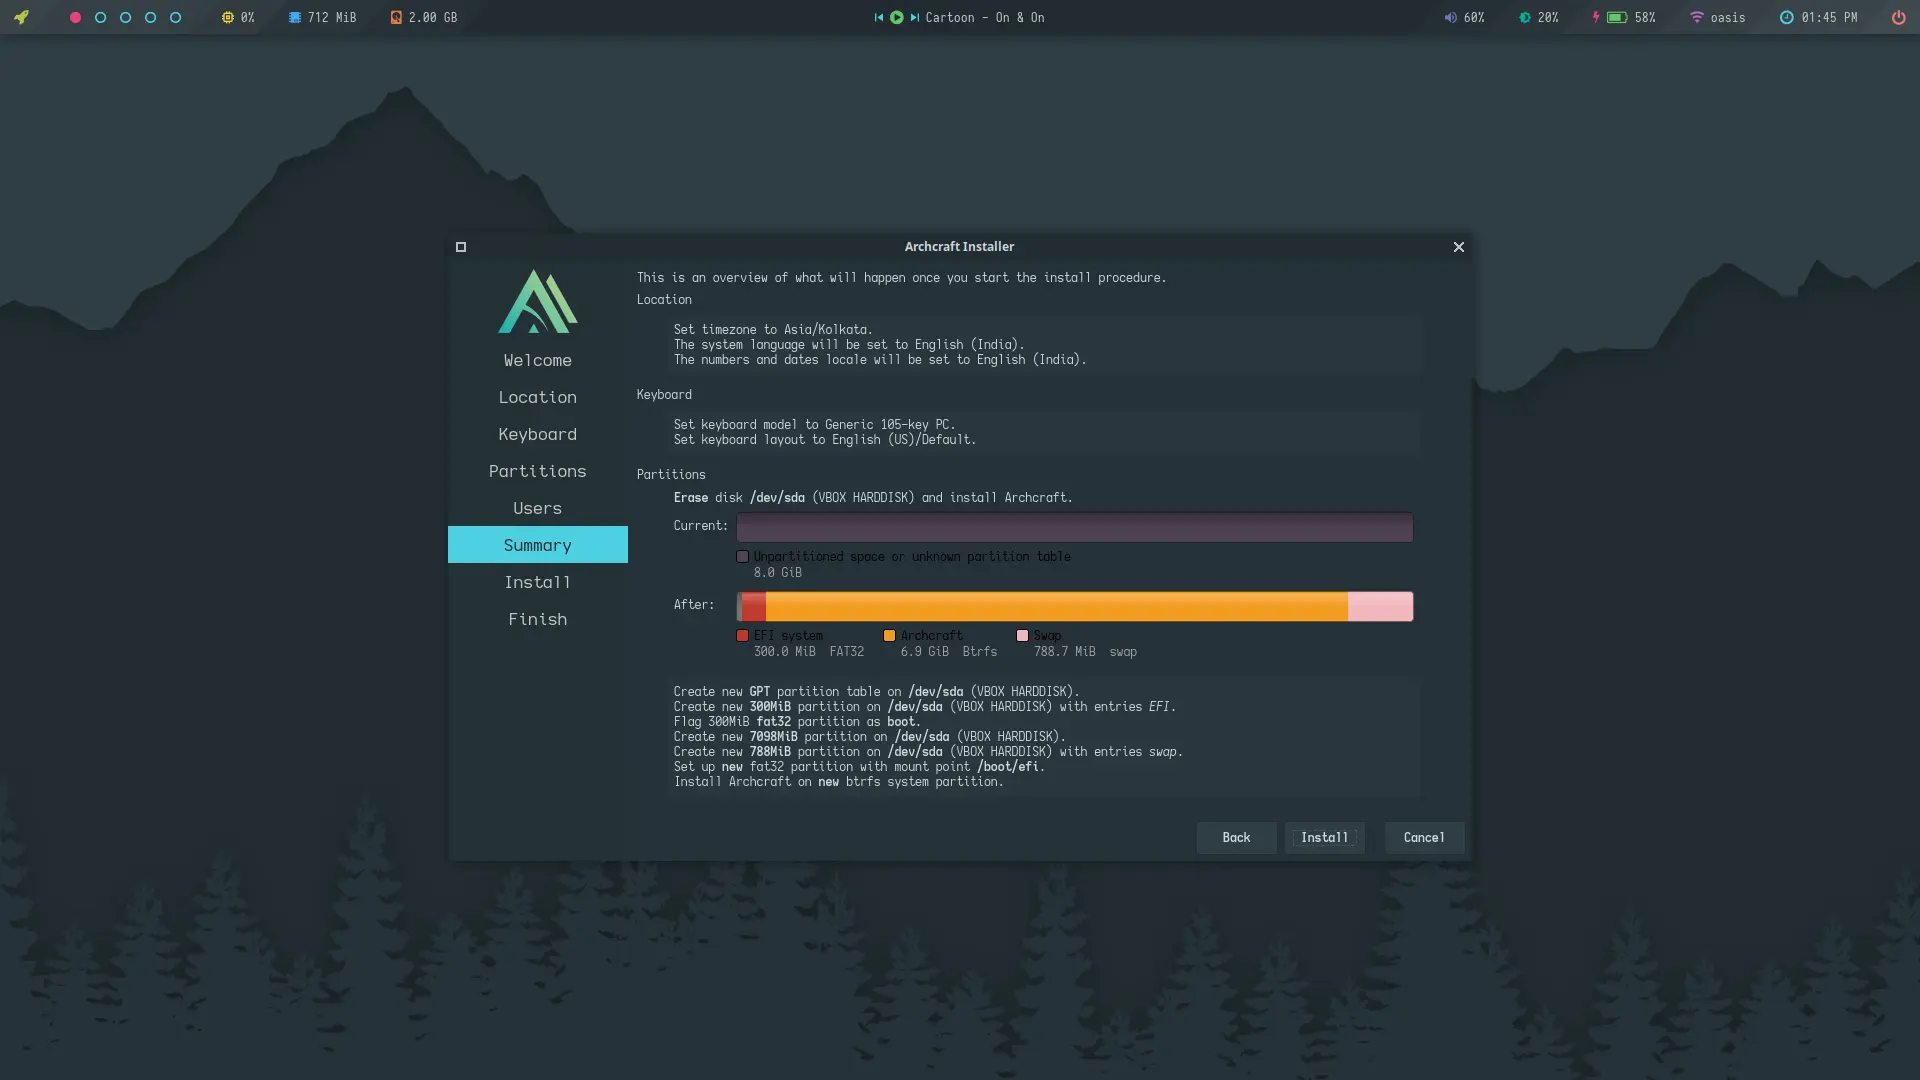 0% 712 MiB 2.00 GB Cartoon - On & On 60% 20% 58% oasis 01:45 PM
Archcraft Installer
Welcome
Location
Keyboard
Partitions
Users
Summary
Install
Finish
This is an overview of what will happen once you start the install procedure.
Location
Set timezone to Asia/Kolkata.
The system language will be set to English (India).
The numbers and dates locale will be set to English (India).
Keyboard
Set keyboard model to Generic 105-key PC.
Set keyboard layout to English (US)/Default.
Partitions
Erase disk /dev/sda (VBOX HARDDISK) and install Archcraft.
Current:
Unpartitioned space or unknown partition table
8.0 GiB
After:
EFI system Archcraft Swap
300.0 MiB FAT32 6.9 GiB Btrfs 788.7 MiB swap
Create new GPT partition table on /dev/sda (VBOX HARDDISK).
Create new 300MiB partition on /dev/sda (VBOX HARDDISK) with entries EFI.
Flag 300MiB fat32 partition as boot.
Create new 7098MiB partition on /dev/sda (VBOX HARDDISK).
Create new 788MiB partition on /dev/sda (VBOX HARDDISK) with entries swap.
Set up new fat32 partition with mount point /boot/efi.
Install Archcraft on new btrfs system partition.
Back Install Cancel